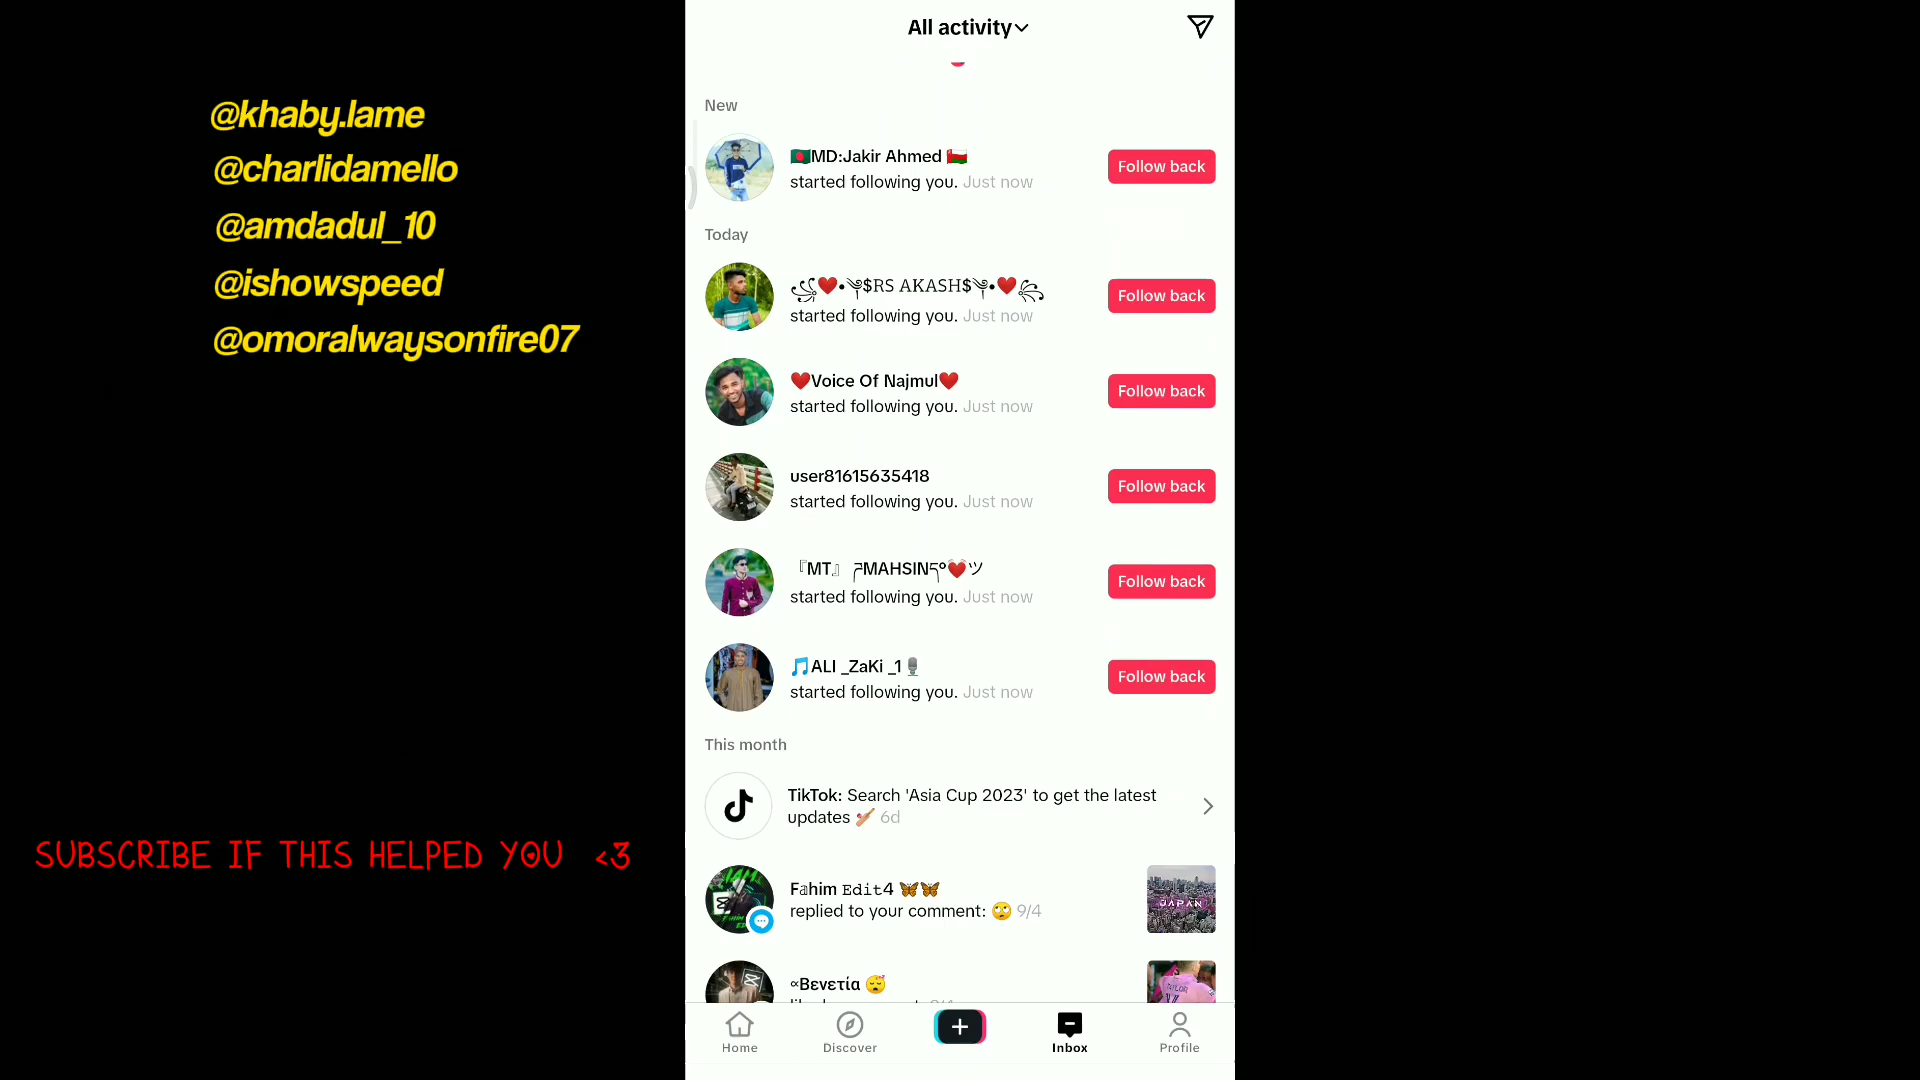 @khaby.lame
@charlidamello
@amdadul_10
@ishowspeed
@omoralwaysonfire07
SUBSCRIBE IF THIS HELPED YOU <3
All activity
New
🇧🇩MD:Jakir Ahmed 🇴🇲
started following you. Just now
Follow back
Today
꧁❤️•༆$RS AKASH$༆•❤️꧂
started following you. Just now
Follow back
❤️Voice Of Najmul❤️
started following you. Just now
Follow back
user81615635418
started following you. Just now
Follow back
『MT』 ཌMAHSINད°💓ツ
started following you. Just now
Follow back
🎵ALI _ZaKi _1🎙️
started following you. Just now
Follow back
This month
TikTok: Search 'Asia Cup 2023' to get the latest
updates 🏏 6d
F𝕒him 𝙴𝚍𝚒𝚝4 🦋🦋
replied to your comment: 🙄 9/4
JAPAN
∝Βενετία 😴
Home
Discover
Inbox
Profile